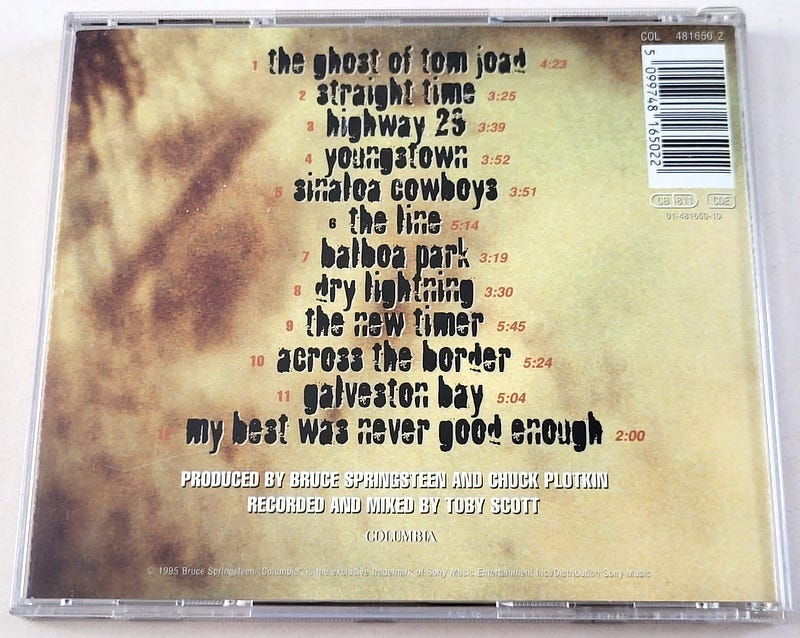 COL 481650 2
5 099748 165022
CB 811 CDE
01-481650-10
1 the ghost of tom joad 4:23
2 straight time 3:25
3 highway 29 3:39
4 youngstown 3:52
5 sinaloa cowboys 3:51
6 the line 5:14
7 balboa park 3:19
8 dry lightning 3:30
9 the new timer 5:45
10 across the border 5:24
11 galveston bay 5:04
12 my best was never good enough 2:00
PRODUCED BY BRUCE SPRINGSTEEN AND CHUCK PLOTKIN
RECORDED AND MIXED BY TOBY SCOTT
COLUMBIA
© 1995 Bruce Springsteen/"Columbia" is the exclusive trademark of Sony Music Entertainment Inc./Distribution Sony Music